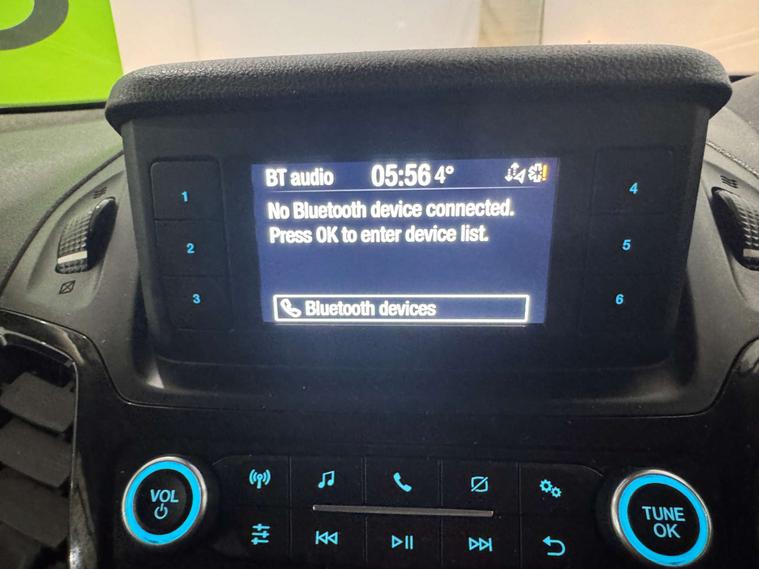 BT audio 05:56 4°
No Bluetooth device connected.
Press OK to enter device list.
Bluetooth devices
1
2
3
4
5
6
VOL
TUNE
OK